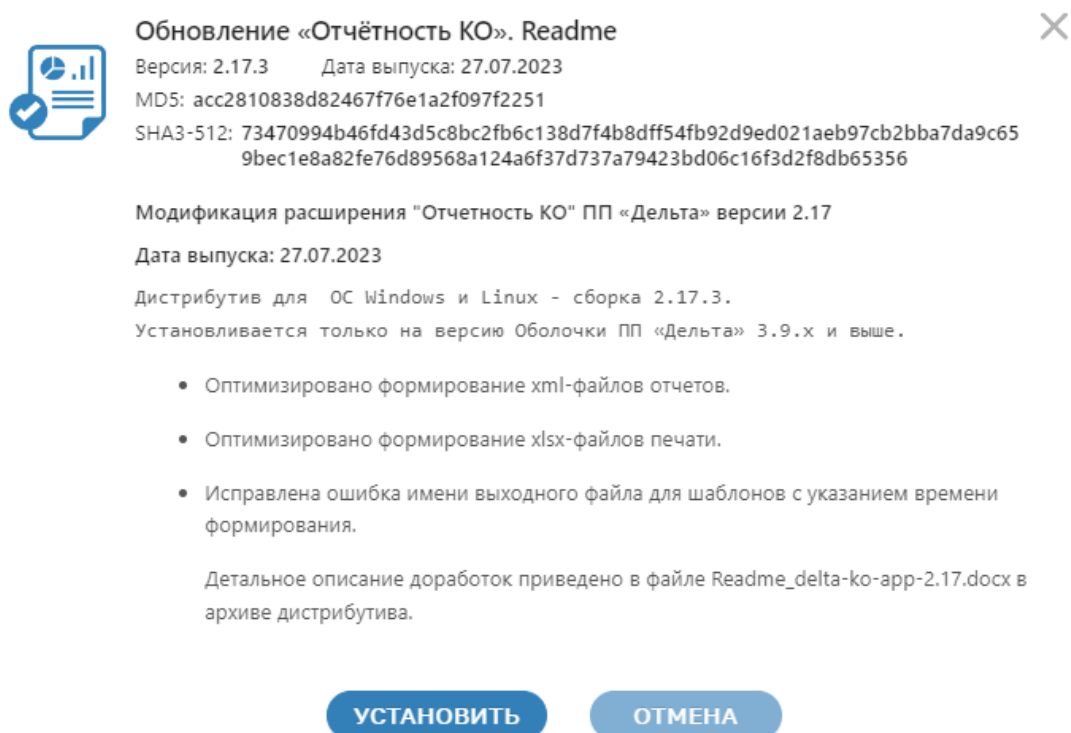 Обновление «Отчётность КО». Readme
Версия: 2.17.3 Дата выпуска: 27.07.2023
MD5: acc2810838d82467f76e1a2f097f2251
SHA3-512: 73470994b46fd43d5c8bc2fb6c138d7f4b8dff54fb92d9ed021aeb97cb2bba7da9c65
9bec1e8a82fe76d89568a124a6f37d737a79423bd06c16f3d2f8db65356
Модификация расширения "Отчетность КО" ПП «Дельта» версии 2.17
Дата выпуска: 27.07.2023
Дистрибутив для ОС Windows и Linux - сборка 2.17.3.
Устанавливается только на версию Оболочки ПП «Дельта» 3.9.x и выше.
• Оптимизировано формирование xml-файлов отчетов.
• Оптимизировано формирование xlsx-файлов печати.
• Исправлена ошибка имени выходного файла для шаблонов с указанием времени
формирования.
Детальное описание доработок приведено в файле Readme_delta-ko-app-2.17.docx в
архиве дистрибутива.
УСТАНОВИТЬ ОТМЕНА